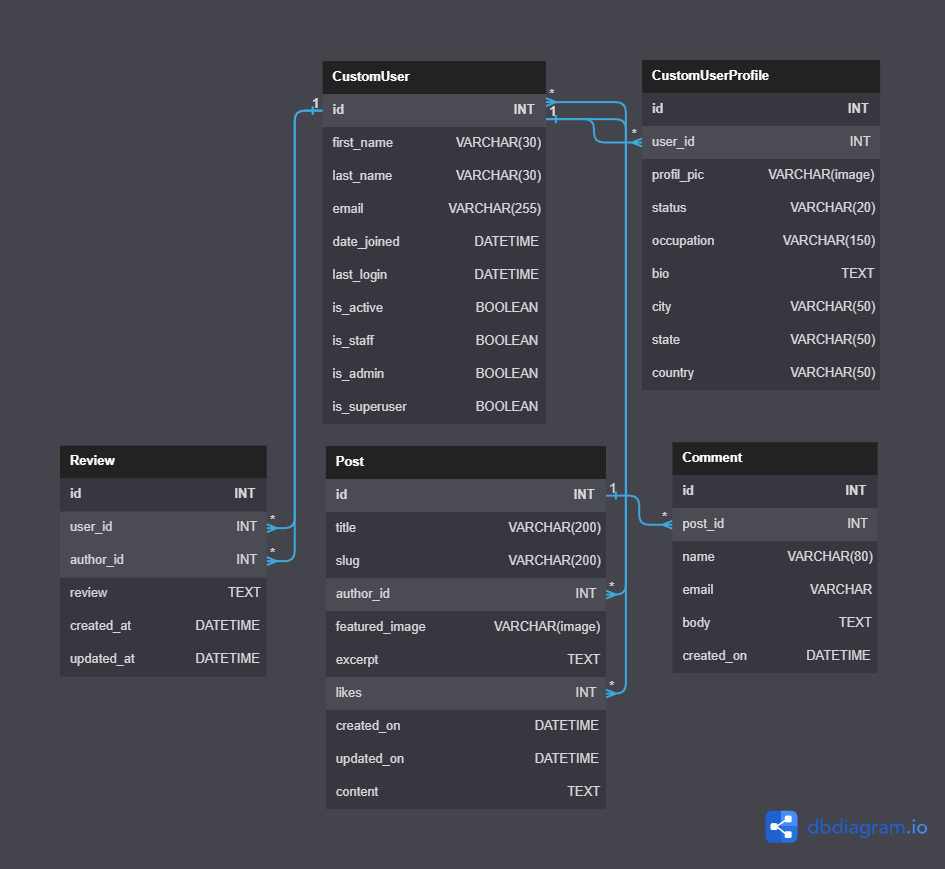 CustomUser
1 id INT *
1
first_name VARCHAR(30)
last_name VARCHAR(30)
email VARCHAR(255)
date_joined DATETIME
last_login DATETIME
is_active BOOLEAN
is_staff BOOLEAN
is_admin BOOLEAN
is_superuser BOOLEAN
CustomUserProfile
id INT
* user_id INT
profil_pic VARCHAR(image)
status VARCHAR(20)
occupation VARCHAR(150)
bio TEXT
city VARCHAR(50)
state VARCHAR(50)
country VARCHAR(50)
Review
id INT
user_id INT *
author_id INT *
review TEXT
created_at DATETIME
updated_at DATETIME
Post
id INT 1
title VARCHAR(200)
slug VARCHAR(200)
author_id INT *
featured_image VARCHAR(image)
excerpt TEXT
likes INT *
created_on DATETIME
updated_on DATETIME
content TEXT
Comment
id INT
* post_id INT
name VARCHAR(80)
email VARCHAR
body TEXT
created_on DATETIME
dbdiagram.io